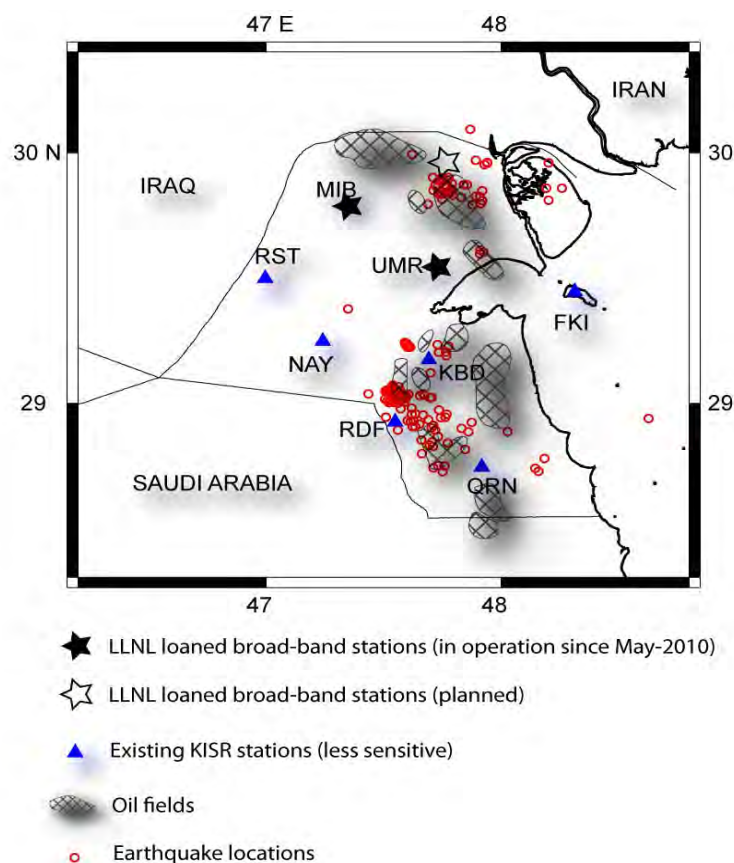 47 E 48
IRAN
30 N 30
IRAQ MIB
RST UMR
FKI
NAY KBD
29 29
RDF
SAUDI ARABIA QRN
47 48
LLNL loaned broad-band stations (in operation since May-2010)
LLNL loaned broad-band stations (planned)
Existing KISR stations (less sensitive)
Oil fields
Earthquake locations